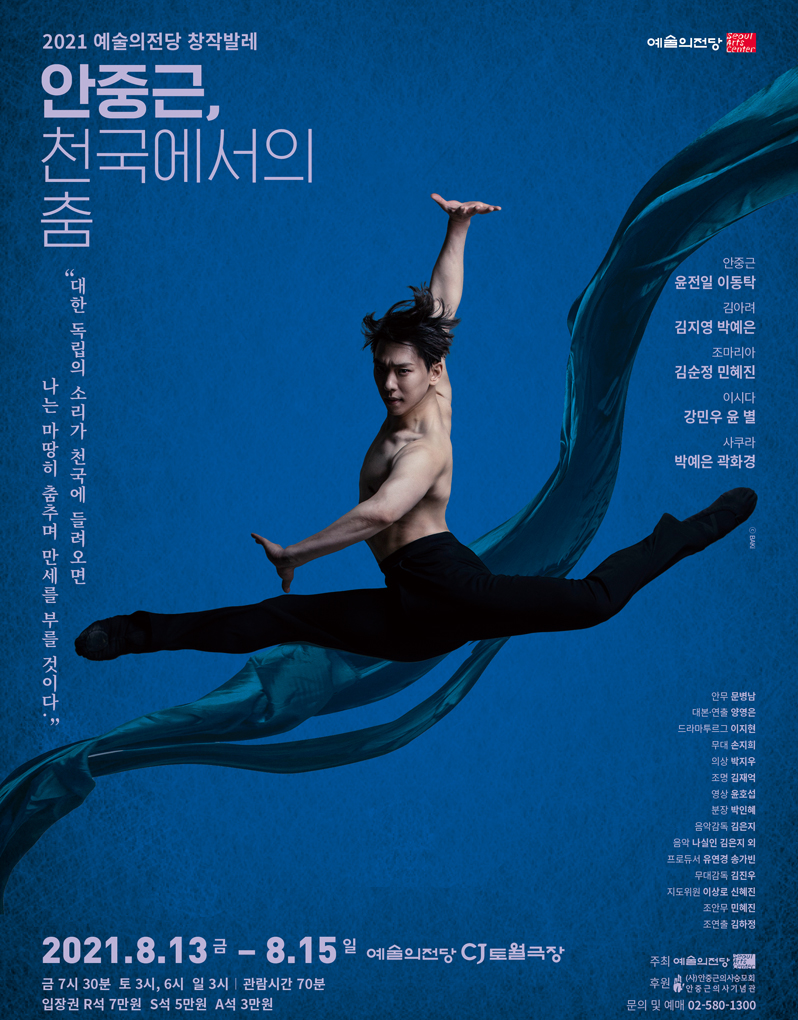 2021 예술의전당 창작발레
안중근,
천국에서의
춤
예술의전당 Seoul Arts Center
“대한 독립의 소리가 천국에 들려오면
나는 마땅히 춤추며 만세를 부를 것이다.”
안중근
윤전일 이동탁
김아려
김지영 박예은
조마리아
김순정 민혜진
이시다
강민우 윤 별
사쿠라
박예은 곽화경
ⓒ BAKi
안무 문병남
대본·연출 양영은
드라마투르그 이지현
무대 손지희
의상 박지우
조명 김재억
영상 윤호섭
분장 박인혜
음악감독 김은지
음악 나실인 김은지 외
프로듀서 유연경 송가빈
무대감독 김진우
지도위원 이상로 신혜진
조안무 민혜진
조연출 김하정
2021.8.13 금 – 8.15 일 예술의전당 CJ토월극장
금 7시 30분 토 3시, 6시 일 3시 | 관람시간 70분
입장권 R석 7만원 S석 5만원 A석 3만원
주최 예술의전당 Seoul Arts Center
후원 (사)안중근의사숭모회
안중근의사기념관
문의 및 예매 02-580-1300